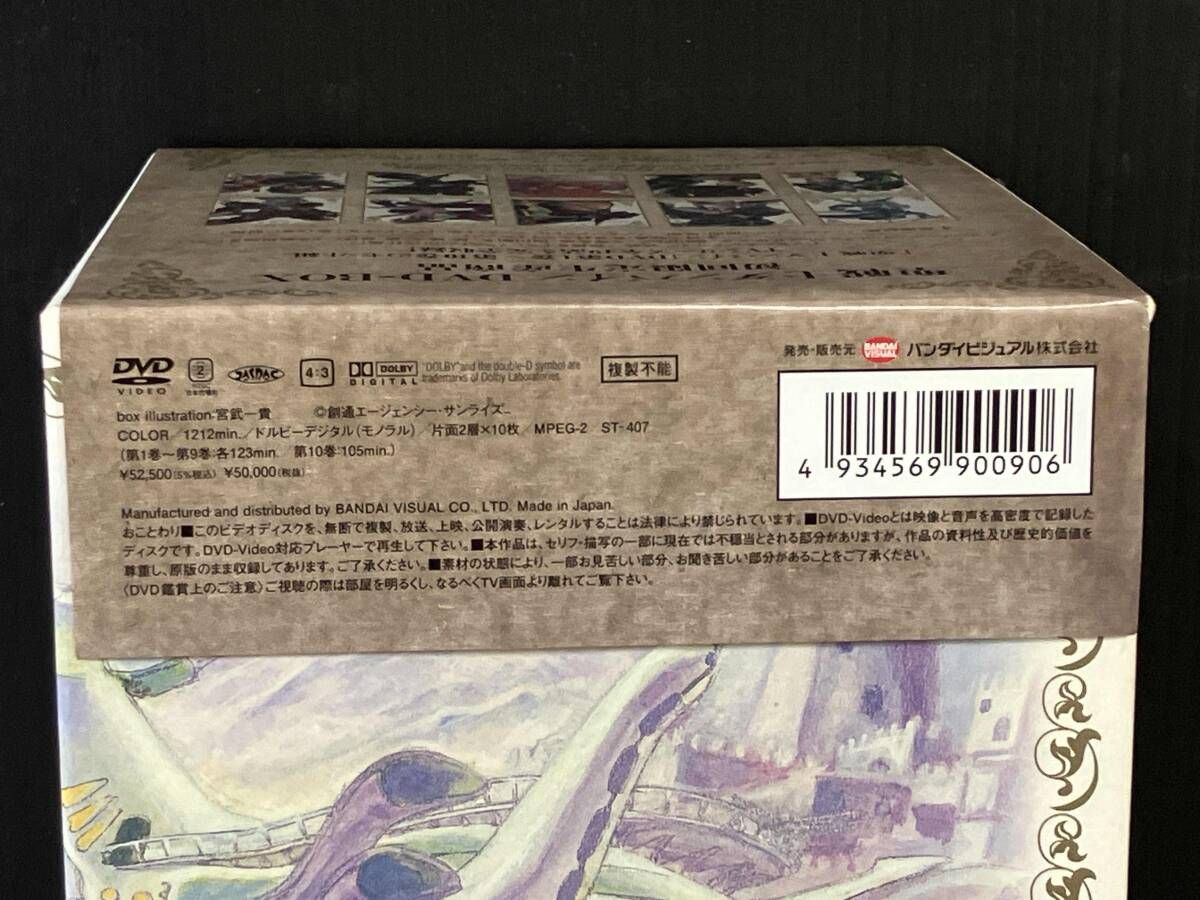 ダンバイン DVD-BOX
発売・販売元 BANDAI VISUAL バンダイビジュアル株式会社
DVD VIDEO 2 NTSC 日本市場向 JASRAC 4:3 DOLBY DIGITAL "DOLBY"and the double-D symbol are trademarks of Dolby Laboratories. 複製不能
box illustration:宮武一貴 ©創通エージェンシー・サンライズ
COLOR/1212min./ドルビーデジタル(モノラル)/片面2層×10枚/MPEG-2 ST-407
(第1巻〜第9巻:各123min. 第10巻:105min.)
¥52,500(5%税込) ¥50,000(税抜)
4 934569 900906
Manufactured and distributed by BANDAI VISUAL CO., LTD. Made in Japan.
おことわり■このビデオディスクを、無断で複製、放送、上映、公開演奏、レンタルすることは法律により禁じられています。■DVD-Videoとは映像と音声を高密度で記録した
ディスクです。DVD-Video対応プレーヤーで再生して下さい。■本作品は、セリフ・描写の一部に現在では不穏当とされる部分がありますが、作品の資料性及び歴史的価値を
尊重し、原版のまま収録してあります。ご了承ください。■素材の状態により、一部お見苦しい部分、お聞き苦しい部分があることをご了承ください。
〈DVD鑑賞上のご注意〉ご視聴の際は部屋を明るくし、なるべくTV画面より離れてご覧下さい。